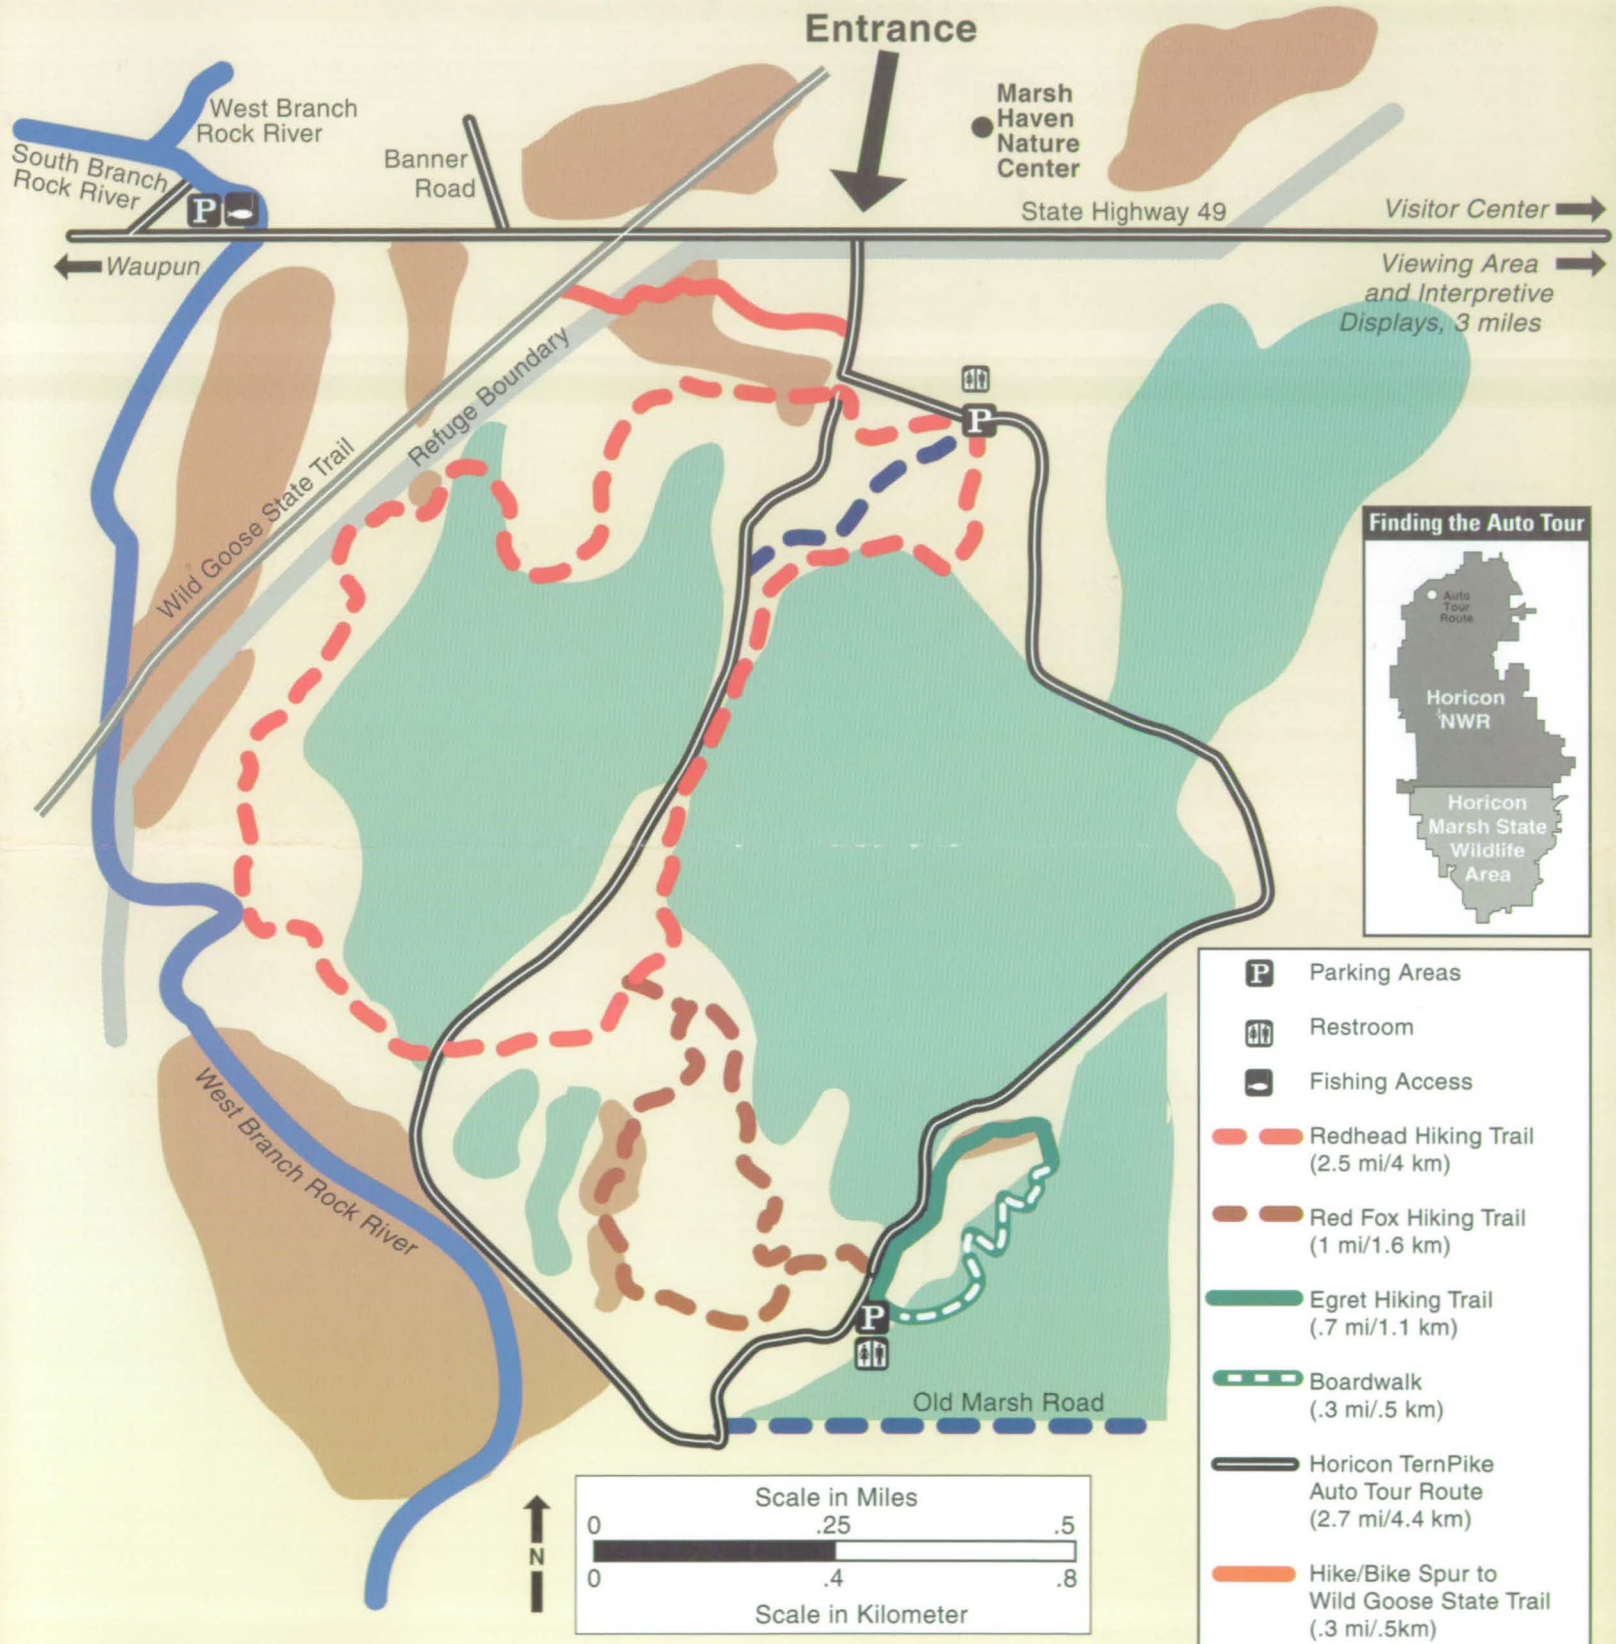 Entrance
West Branch
Rock River
South Branch
Rock River
P
Banner
Road
Marsh
Haven
Nature
Center
State Highway 49
Visitor Center
Waupun
Viewing Area
and Interpretive
Displays, 3 miles
Refuge Boundary
Wild Goose State Trail
P
Finding the Auto Tour
Auto
Tour
Route
Horicon
NWR
Horicon
Marsh State
Wildlife
Area
West Branch Rock River
P
Old Marsh Road
P Parking Areas
Restroom
Fishing Access
Redhead Hiking Trail
(2.5 mi/4 km)
Red Fox Hiking Trail
(1 mi/1.6 km)
Egret Hiking Trail
(.7 mi/1.1 km)
Boardwalk
(.3 mi/.5 km)
Horicon TernPike
Auto Tour Route
(2.7 mi/4.4 km)
Hike/Bike Spur to
Wild Goose State Trail
(.3 mi/.5km)
N
Scale in Miles
0 .25 .5
0 .4 .8
Scale in Kilometer